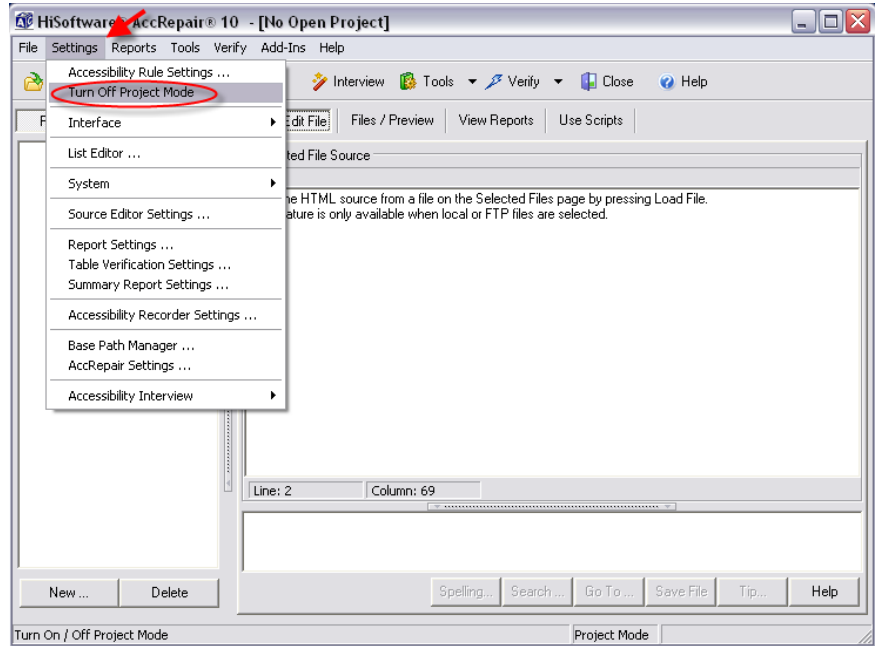 HiSoftware® AccRepair® 10 - [No Open Project]
File Settings Reports Tools Verify Add-Ins Help
Interview Tools Verify Close Help
Accessibility Rule Settings ...
Turn Off Project Mode
Edit File Files / Preview View Reports Use Scripts
Interface
List Editor ...
ted File Source
System
e HTML source from a file on the Selected Files page by pressing Load File.
ature is only available when local or FTP files are selected.
Source Editor Settings ...
Report Settings ...
Table Verification Settings ...
Summary Report Settings ...
Accessibility Recorder Settings ...
Base Path Manager ...
AccRepair Settings ...
Accessibility Interview
Line: 2 Column: 69
New ... Delete
Spelling... Search ... Go To ... Save File Tip... Help
Turn On / Off Project Mode Project Mode